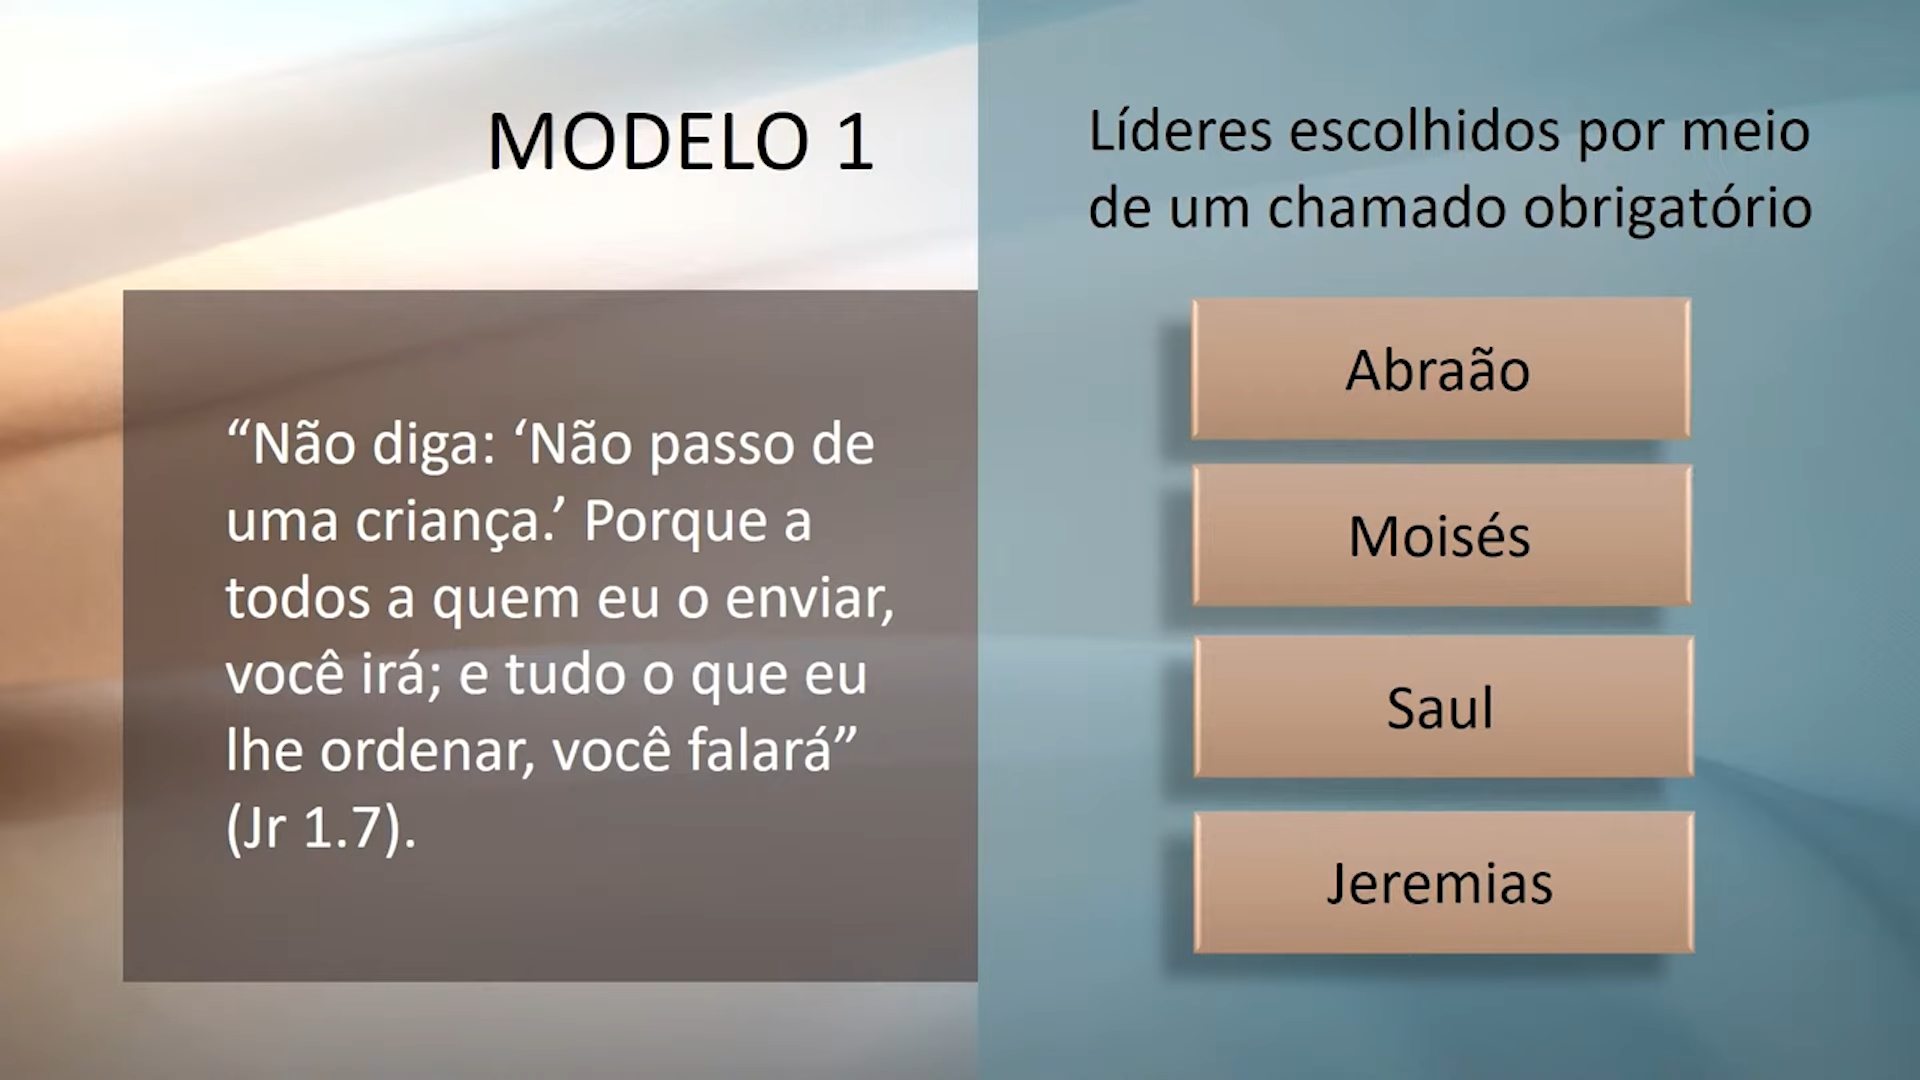 MODELO 1
“Não diga: ‘Não passo de
uma criança.’ Porque a
todos a quem eu o enviar,
você irá; e tudo o que eu
lhe ordenar, você falará”
(Jr 1.7).
Líderes escolhidos por meio
de um chamado obrigatório
Abraão
Moisés
Saul
Jeremias